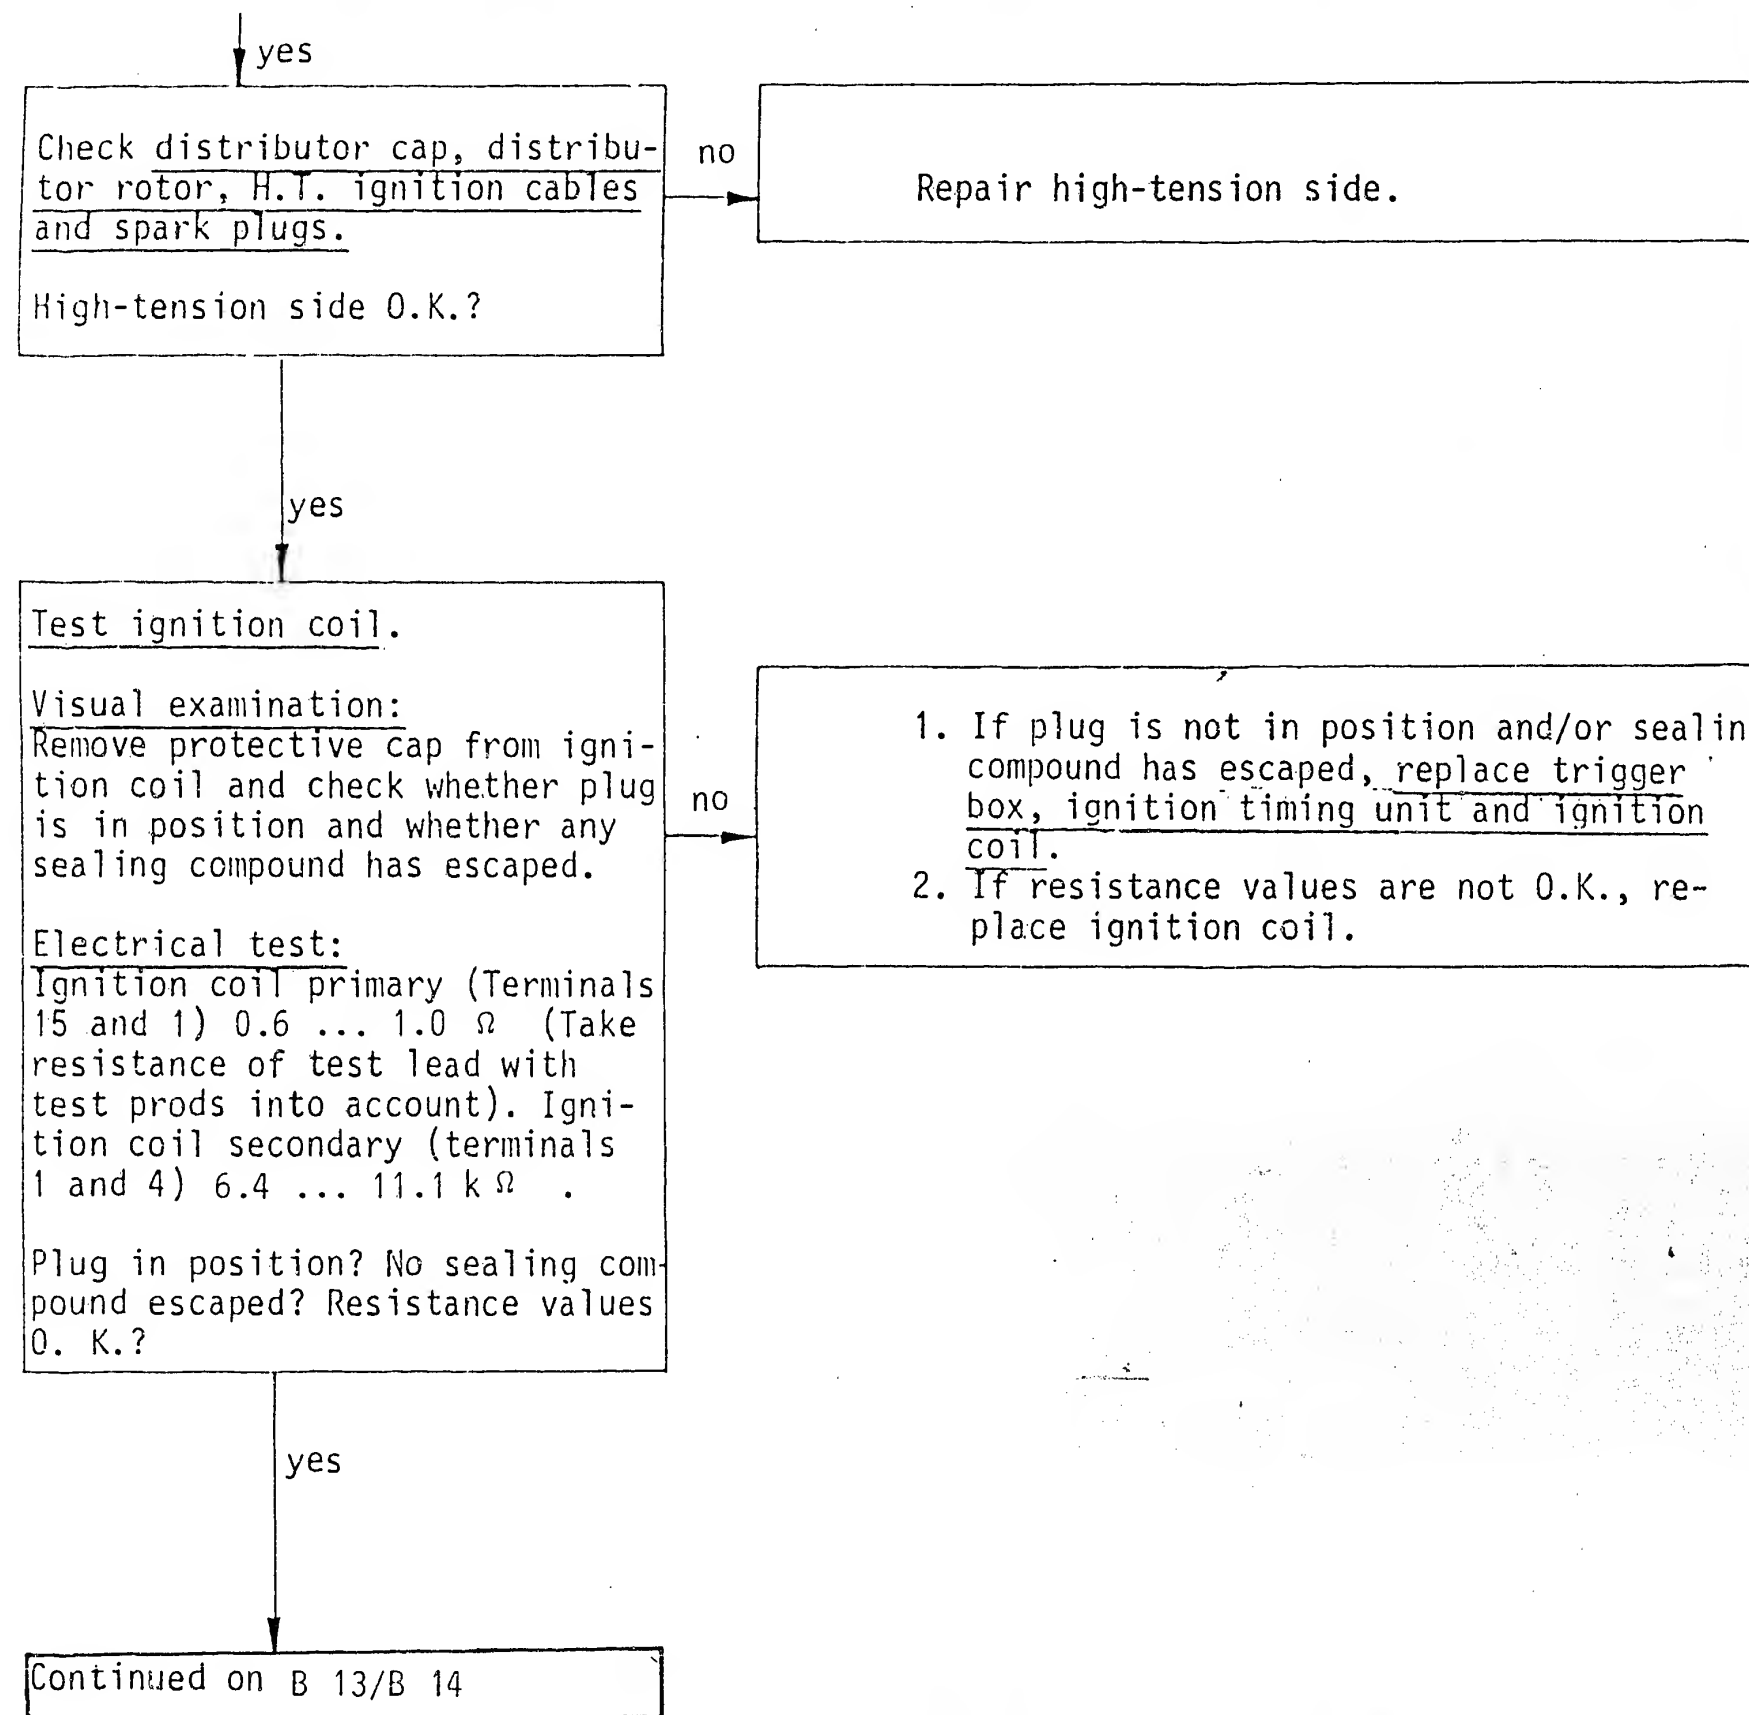 yes
Check distributor cap, distribu-
tor rotor, H.T. ignition cables
and spark plugs.
High-tension side O.K.?
no
Repair high-tension side.
yes
Test ignition coil.
Visual examination:
Remove protective cap from igni-
tion coil and check whether plug
is in position and whether any
sealing compound has escaped.
Electrical test:
Ignition coil primary (Terminals
15 and 1) 0.6 ... 1.0 Ω (Take
resistance of test lead with
test prods into account). Igni-
tion coil secondary (terminals
1 and 4) 6.4 ... 11.1 k Ω .
Plug in position? No sealing com-
pound escaped? Resistance values
O. K.?
no
1. If plug is not in position and/or sealin
compound has escaped, replace trigger
box, ignition timing unit and ignition
coil.
2. If resistance values are not O.K., re-
place ignition coil.
yes
Continued on B 13/B 14